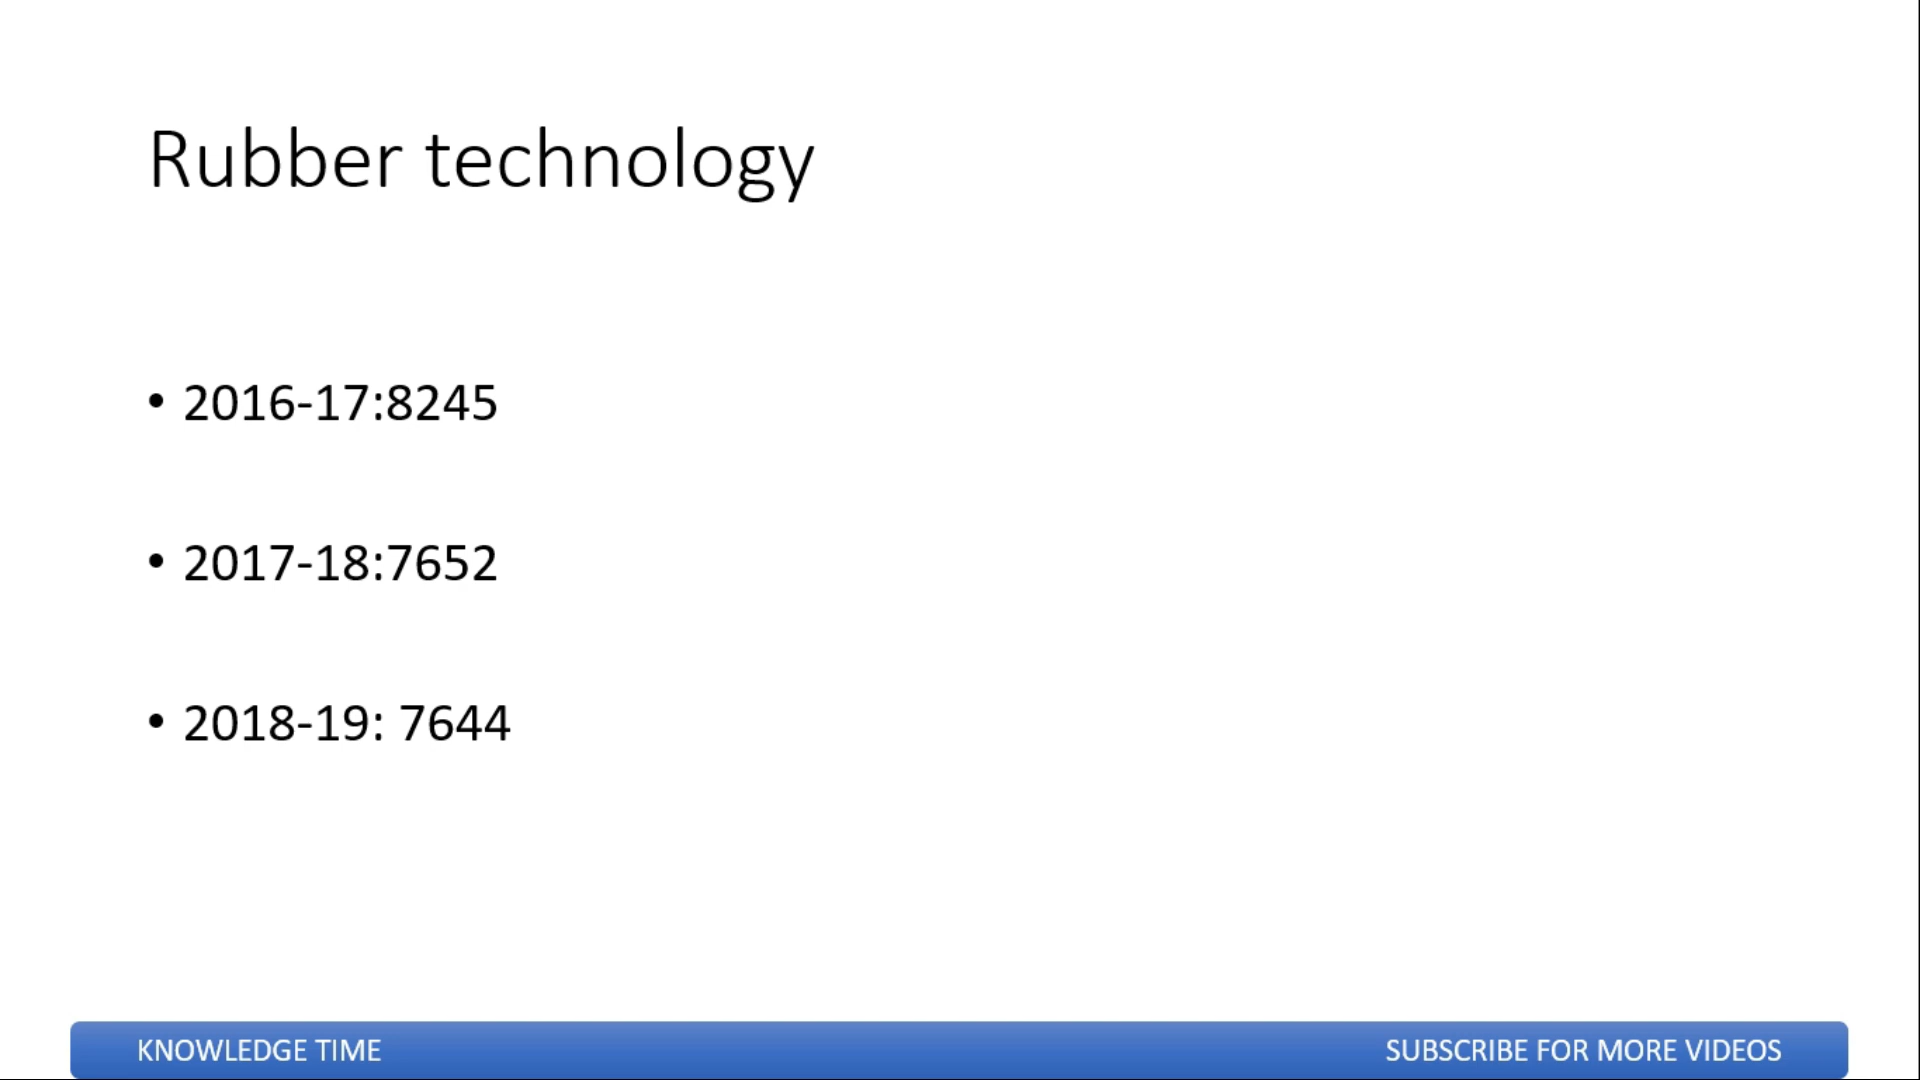 Rubber technology
• 2016-17:8245
• 2017-18:7652
• 2018-19: 7644
KNOWLEDGE TIME
SUBSCRIBE FOR MORE VIDEOS